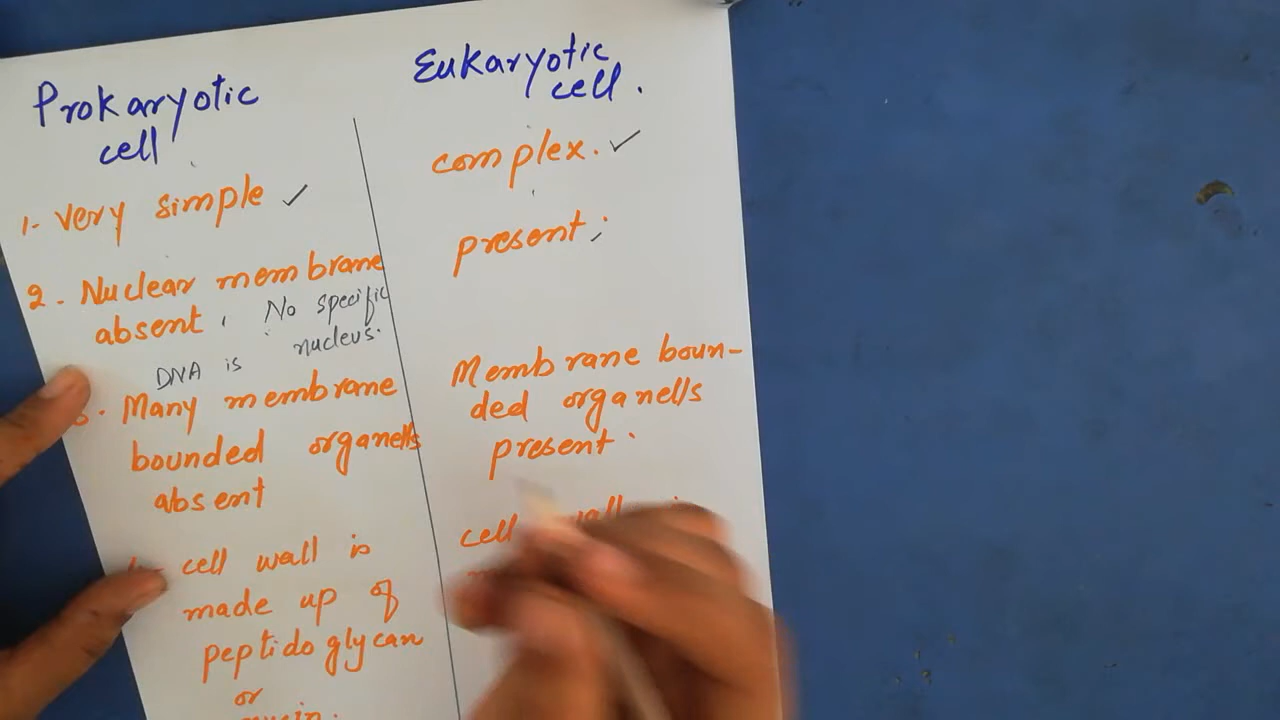 Prokaryotic
cell
1- very simple ✓
2. Nuclear membrane
absent, No specific
nucleus.
DNA is
Many membrane
bounded organells
absent
cell wall is
made up of
peptidoglycan
or
Eukaryotic
cell.
complex. ✓
present.
Membrane boun-
ded organells
present.
cell